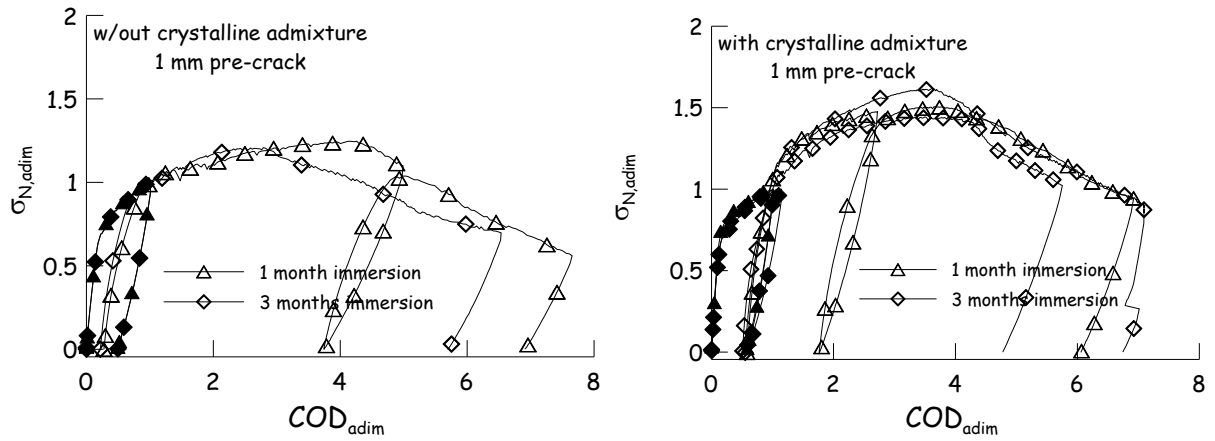 w/out crystalline admixture
1 mm pre-crack
2
1.5
1
0.5
0
σN,adim
1 month immersion
3 months immersion
0 2 4 6 8
CODadim
with crystalline admixture
1 mm pre-crack
2
1.5
1
0.5
0
σN,adim
1 month immersion
3 months immersion
0 2 4 6 8
CODadim